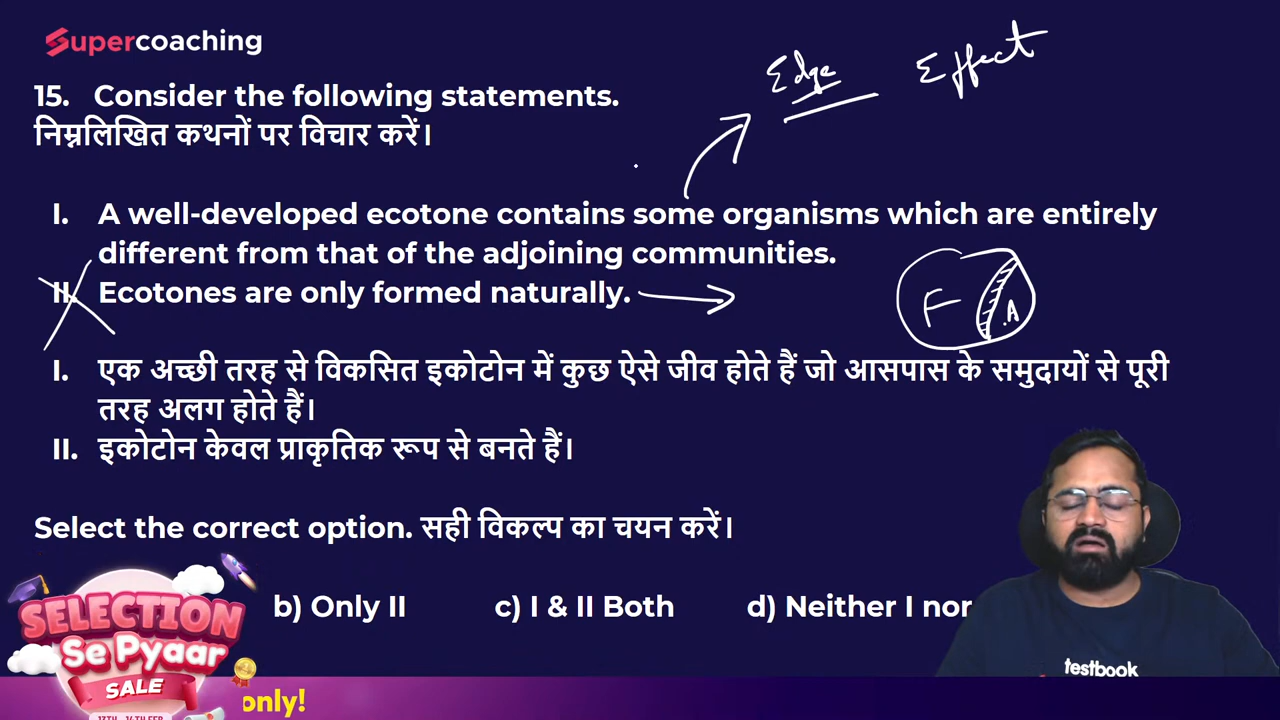 Supercoaching
Edge Effect
15. Consider the following statements.
निम्नलिखित कथनों पर विचार करें।
I. A well-developed ecotone contains some organisms which are entirely
different from that of the adjoining communities.
II. Ecotones are only formed naturally.
F
A
I. एक अच्छी तरह से विकसित इकोटोन में कुछ ऐसे जीव होते हैं जो आसपास के समुदायों से पूरी
तरह अलग होते हैं।
II. इकोटोन केवल प्राकृतिक रूप से बनते हैं।
Select the correct option. सही विकल्प का चयन करें।
b) Only II c) I & II Both d) Neither I nor
SELECTION
Se Pyaar
SALE
13TH - 14TH FEB
only!
testbook